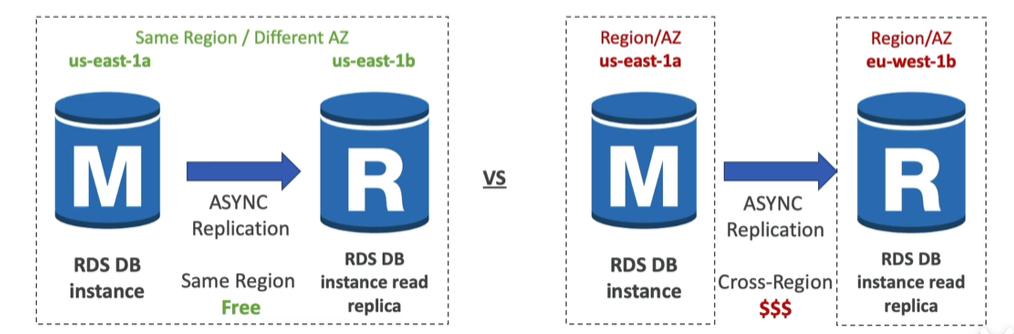 Same Region / Different AZ
us-east-1a
us-east-1b
M
R
ASYNC
Replication
RDS DB
instance
Same Region
Free
RDS DB
instance read
replica
VS
Region/AZ
us-east-1a
Region/AZ
eu-west-1b
M
R
ASYNC
Replication
RDS DB
instance
Cross-Region
$$$
RDS DB
instance read
replica